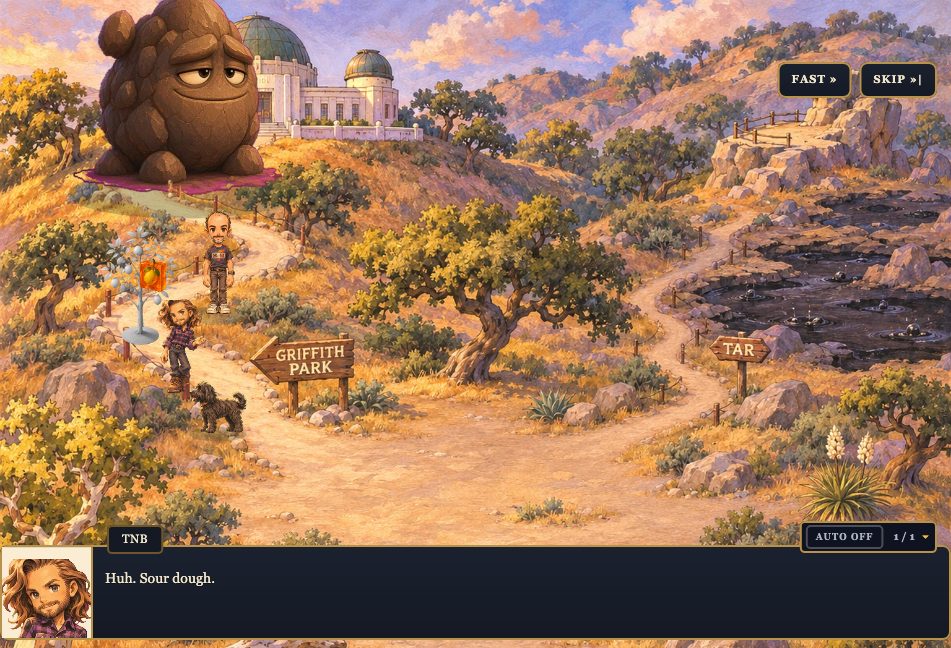 FAST »
SKIP »|
GRIFFITH
PARK
TAR
TNB
AUTO OFF
1 / 1
Huh. Sour dough.